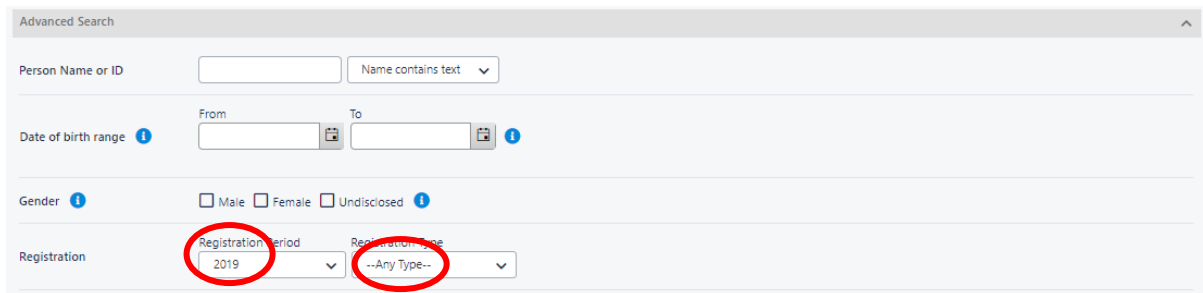 Advanced Search
Person Name or ID Name contains text
From To
Date of birth range
Gender Male Female Undisclosed
Registration Period Registration Type
Registration 2019 --Any Type--